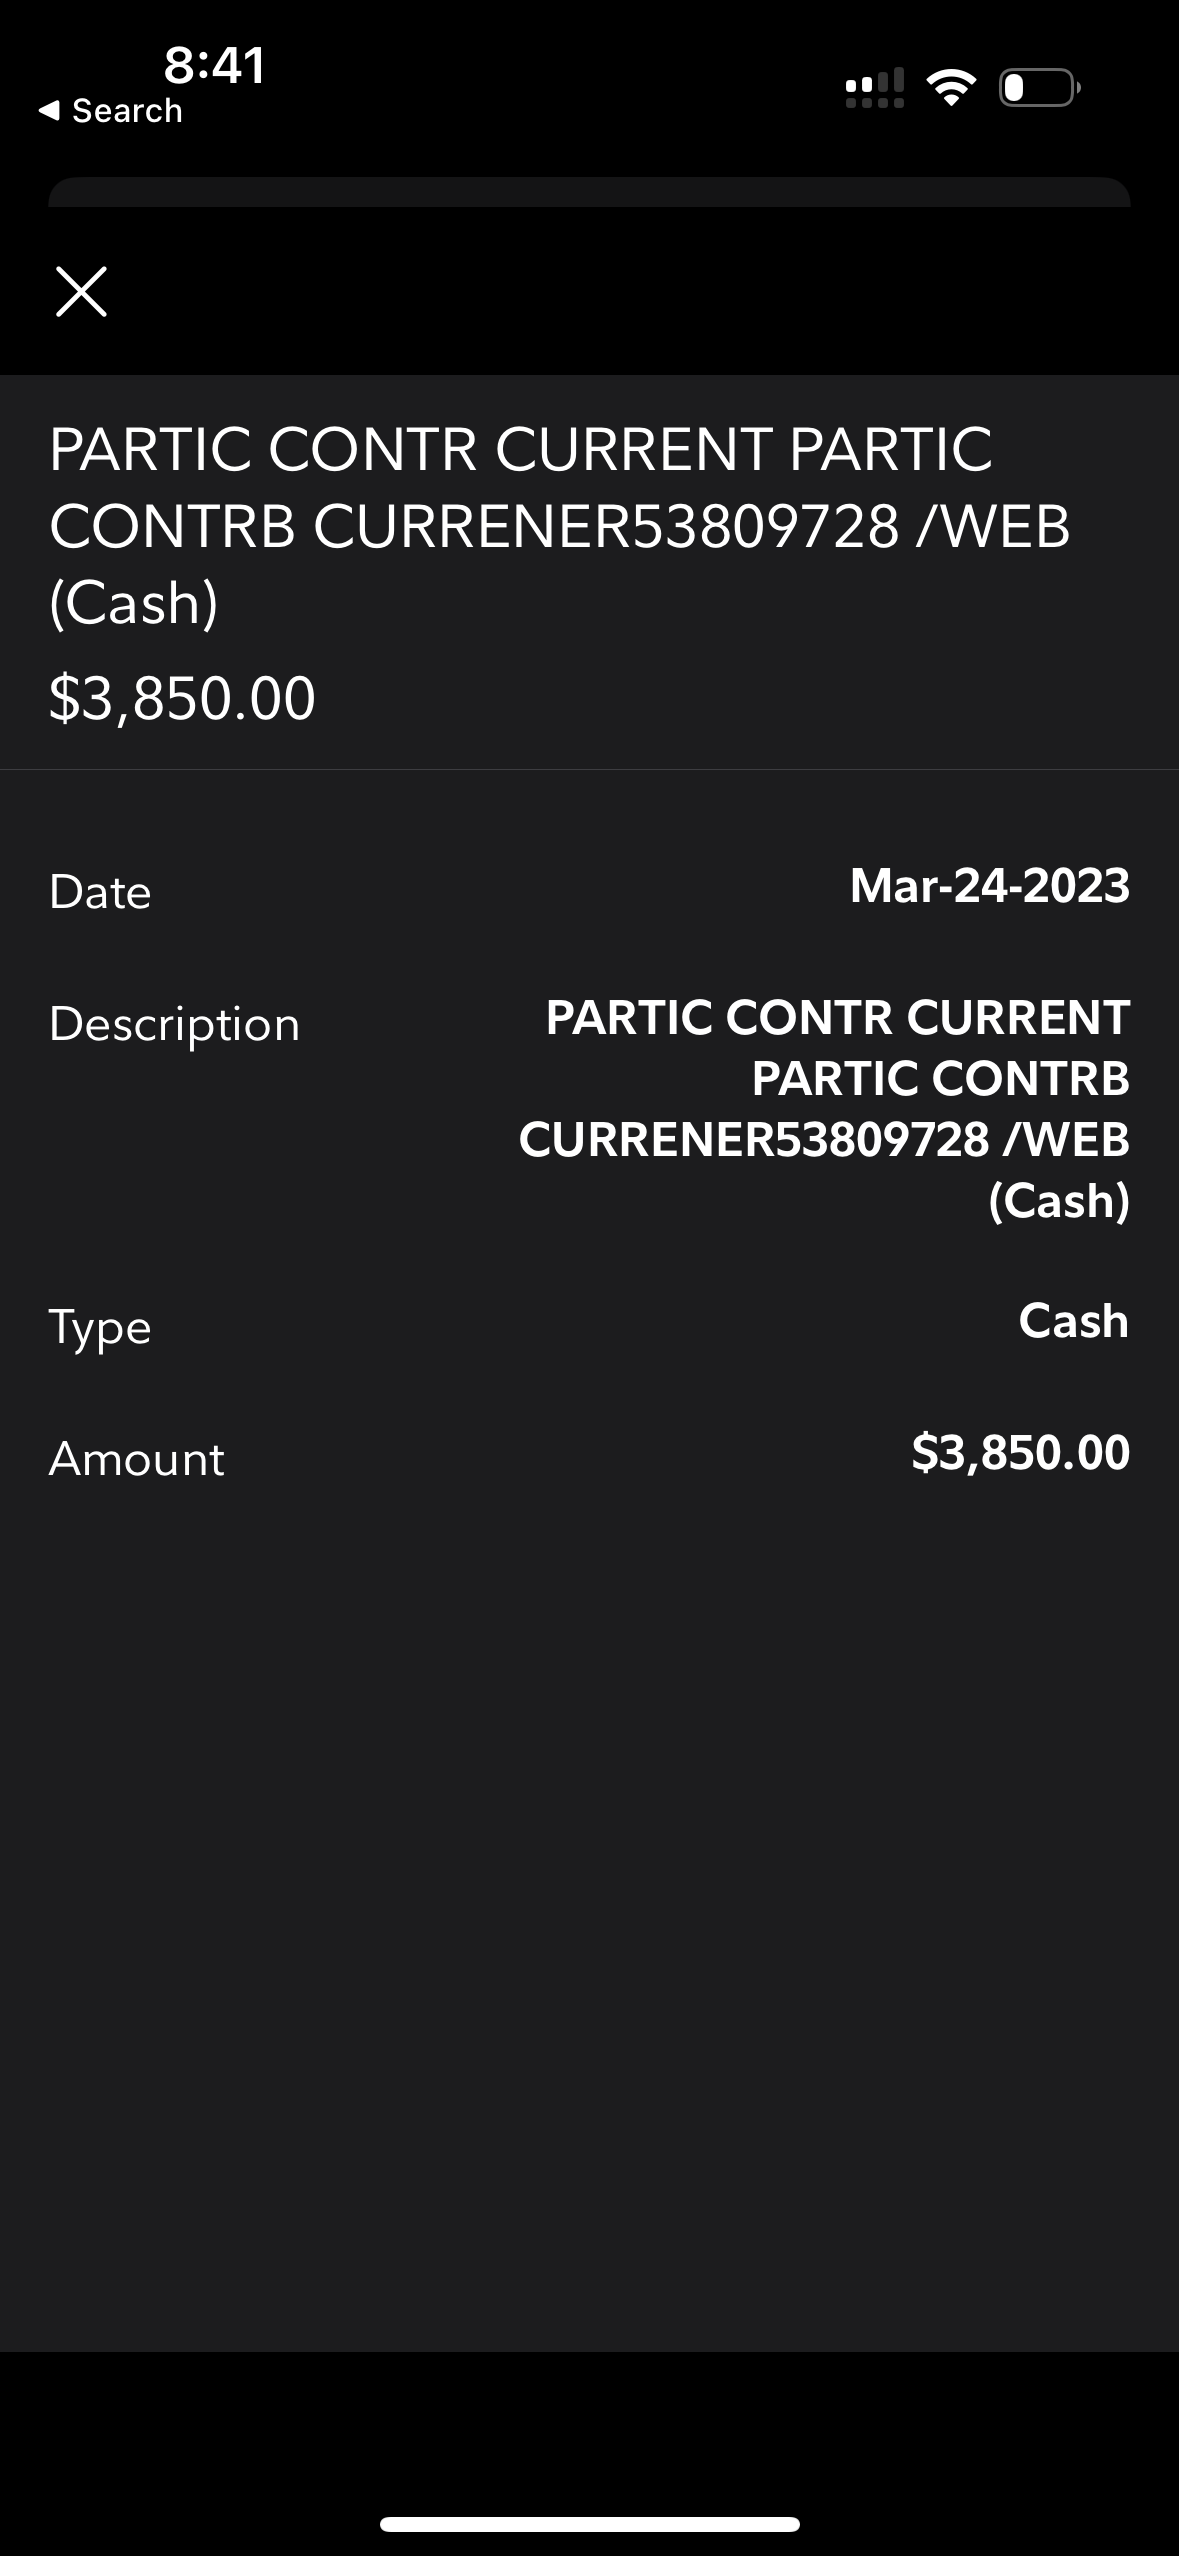 8:41
◀ Search
PARTIC CONTR CURRENT PARTIC
CONTRB CURRENER53809728 /WEB
(Cash)
$3,850.00
Date
Mar-24-2023
Description
PARTIC CONTR CURRENT
PARTIC CONTRB
CURRENER53809728 /WEB
(Cash)
Type
Cash
Amount
$3,850.00